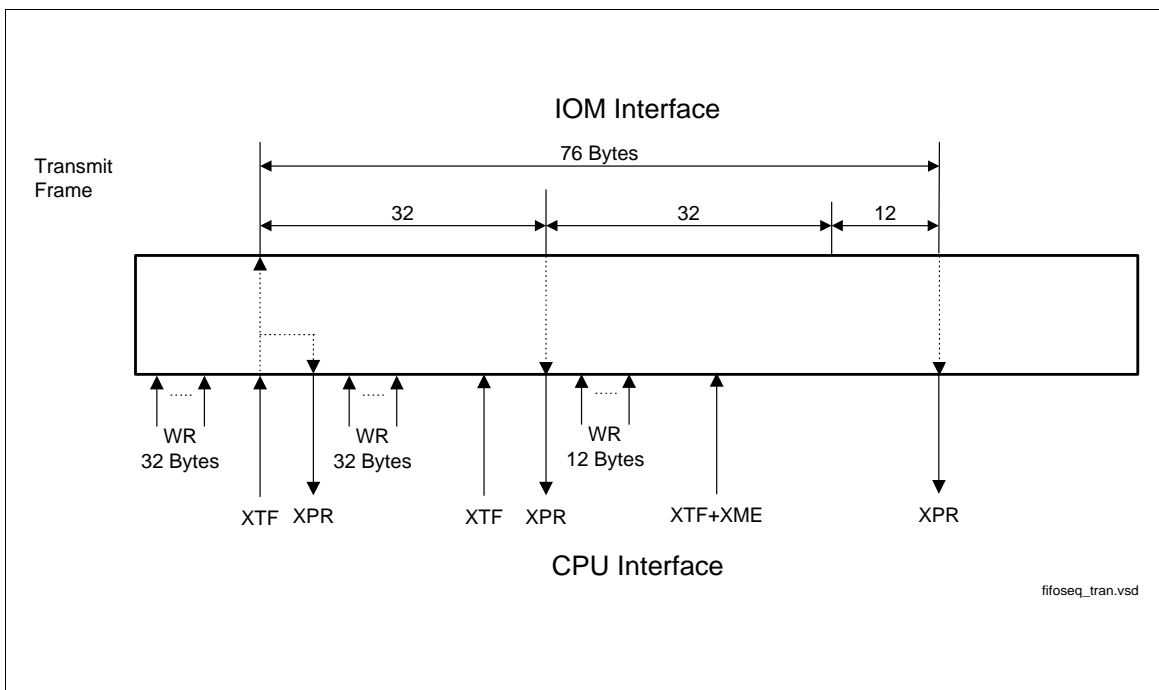 IOM Interface
76 Bytes
Transmit
Frame
32
32
12
..... ..... .....
WR
32 Bytes
WR
32 Bytes
WR
12 Bytes
XTF XPR XTF XPR XTF+XME XPR
CPU Interface
fifoseq_tran.vsd